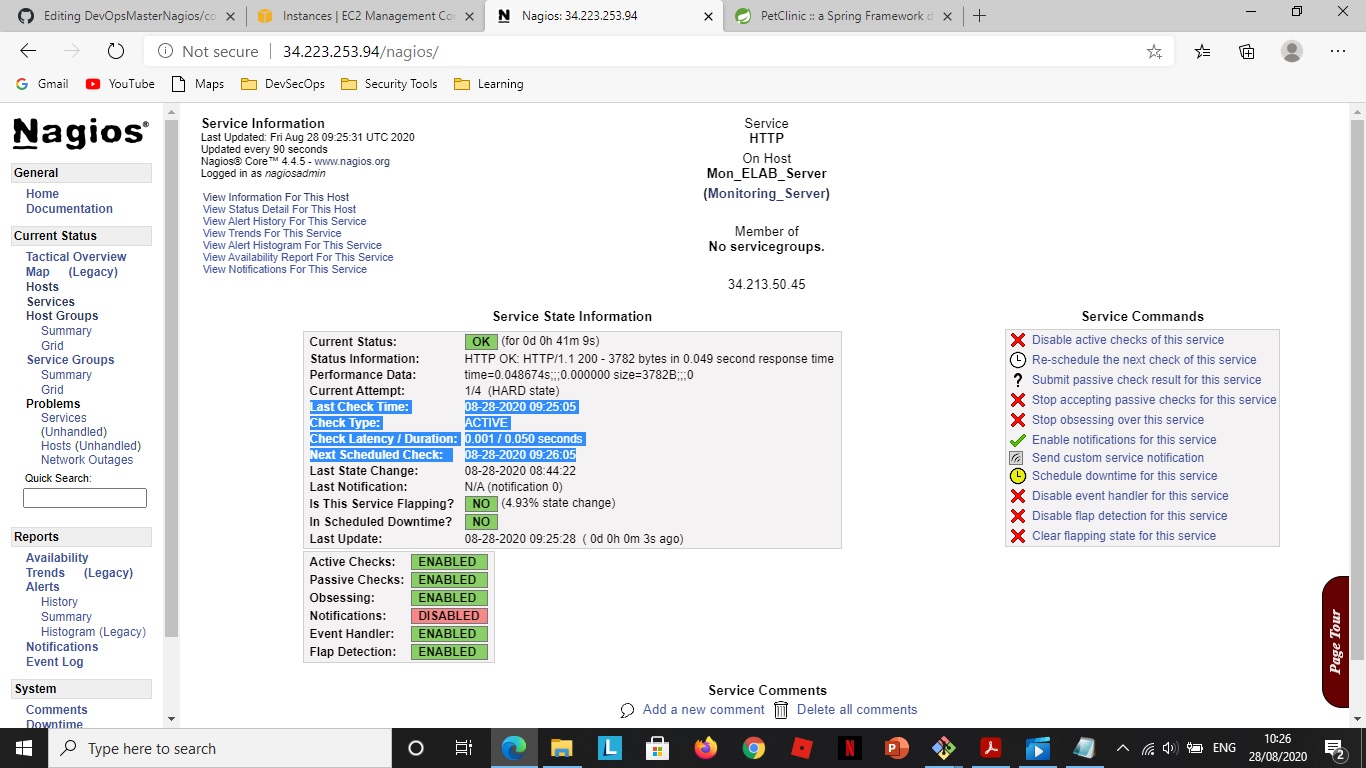 Editing DevOpsMasterNagios/co
Instances | EC2 Management Con
Nagios: 34.223.253.94
PetClinic :: a Spring Framework d
Not secure
34.223.253.94/nagios/
Gmail
YouTube
Maps
DevSecOps
Security Tools
Learning
Nagios®
General
Home
Documentation
Current Status
Tactical Overview
Map (Legacy)
Hosts
Services
Host Groups
Summary
Grid
Service Groups
Summary
Grid
Problems
Services
(Unhandled)
Hosts (Unhandled)
Network Outages
Quick Search:
Reports
Availability
Trends (Legacy)
Alerts
History
Summary
Histogram (Legacy)
Notifications
Event Log
System
Comments
Downtime
Service Information
Last Updated: Fri Aug 28 09:25:31 UTC 2020
Updated every 90 seconds
Nagios® Core™ 4.4.5 - www.nagios.org
Logged in as nagiosadmin
View Information For This Host
View Status Detail For This Host
View Alert History For This Service
View Trends For This Service
View Alert Histogram For This Service
View Availability Report For This Service
View Notifications For This Service
Service
HTTP
On Host
Mon_ELAB_Server
(Monitoring_Server)
Member of
No servicegroups.
34.213.50.45
Service State Information
Current Status: OK (for 0d 0h 41m 9s)
Status Information: HTTP OK: HTTP/1.1 200 - 3782 bytes in 0.049 second response time
Performance Data: time=0.048674s;;;0.000000 size=3782B;;;0
Current Attempt: 1/4 (HARD state)
Last Check Time: 08-28-2020 09:25:05
Check Type: ACTIVE
Check Latency / Duration: 0.001 / 0.050 seconds
Next Scheduled Check: 08-28-2020 09:26:05
Last State Change: 08-28-2020 08:44:22
Last Notification: N/A (notification 0)
Is This Service Flapping? NO (4.93% state change)
In Scheduled Downtime? NO
Last Update: 08-28-2020 09:25:28 ( 0d 0h 0m 3s ago)
Active Checks: ENABLED
Passive Checks: ENABLED
Obsessing: ENABLED
Notifications: DISABLED
Event Handler: ENABLED
Flap Detection: ENABLED
Service Commands
Disable active checks of this service
Re-schedule the next check of this service
Submit passive check result for this service
Stop accepting passive checks for this service
Stop obsessing over this service
Enable notifications for this service
Send custom service notification
Schedule downtime for this service
Disable event handler for this service
Disable flap detection for this service
Clear flapping state for this service
Page Tour
Service Comments
Add a new comment
Delete all comments
Type here to search
ENG
10:26
28/08/2020
2